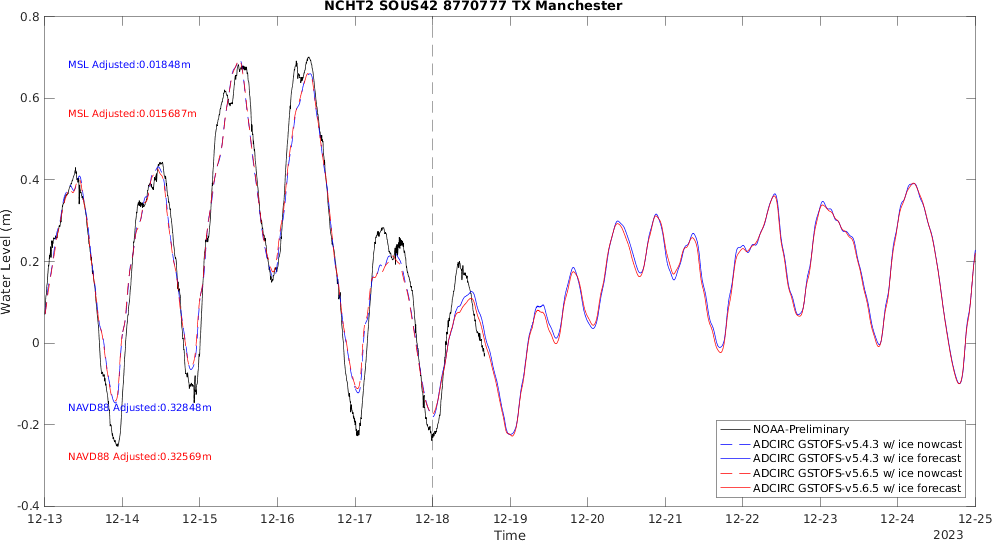 NCHT2 SOUS42 8770777 TX Manchester
0.8
0.6
0.4
0.2
0
-0.2
-0.4
Water Level (m)
MSL Adjusted:0.01848m
MSL Adjusted:0.015687m
NAVD88 Adjusted:0.32848m
NAVD88 Adjusted:0.32569m
NOAA-Preliminary
ADCIRC GSTOFS-v5.4.3 w/ ice nowcast
ADCIRC GSTOFS-v5.4.3 w/ ice forecast
ADCIRC GSTOFS-v5.6.5 w/ ice nowcast
ADCIRC GSTOFS-v5.6.5 w/ ice forecast
12-13 12-14 12-15 12-16 12-17 12-18 12-19 12-20 12-21 12-22 12-23 12-24 12-25
Time
2023